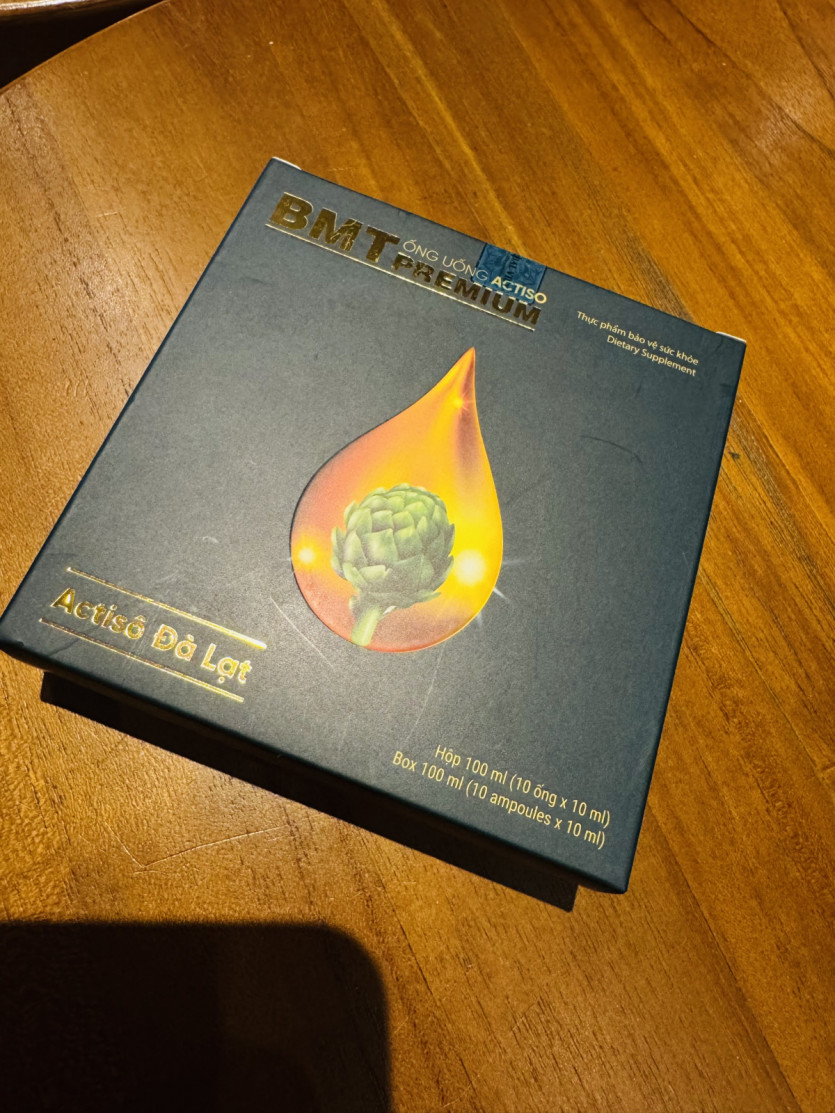 BMT ỐNG UỐNG ACTISO
PREMIUM
Thực phẩm bảo vệ sức khỏe
Dietary Supplement
Actisô Đà Lạt
Hộp 100 ml (10 ống x 10 ml)
Box 100 ml (10 ampoules x 10 ml)